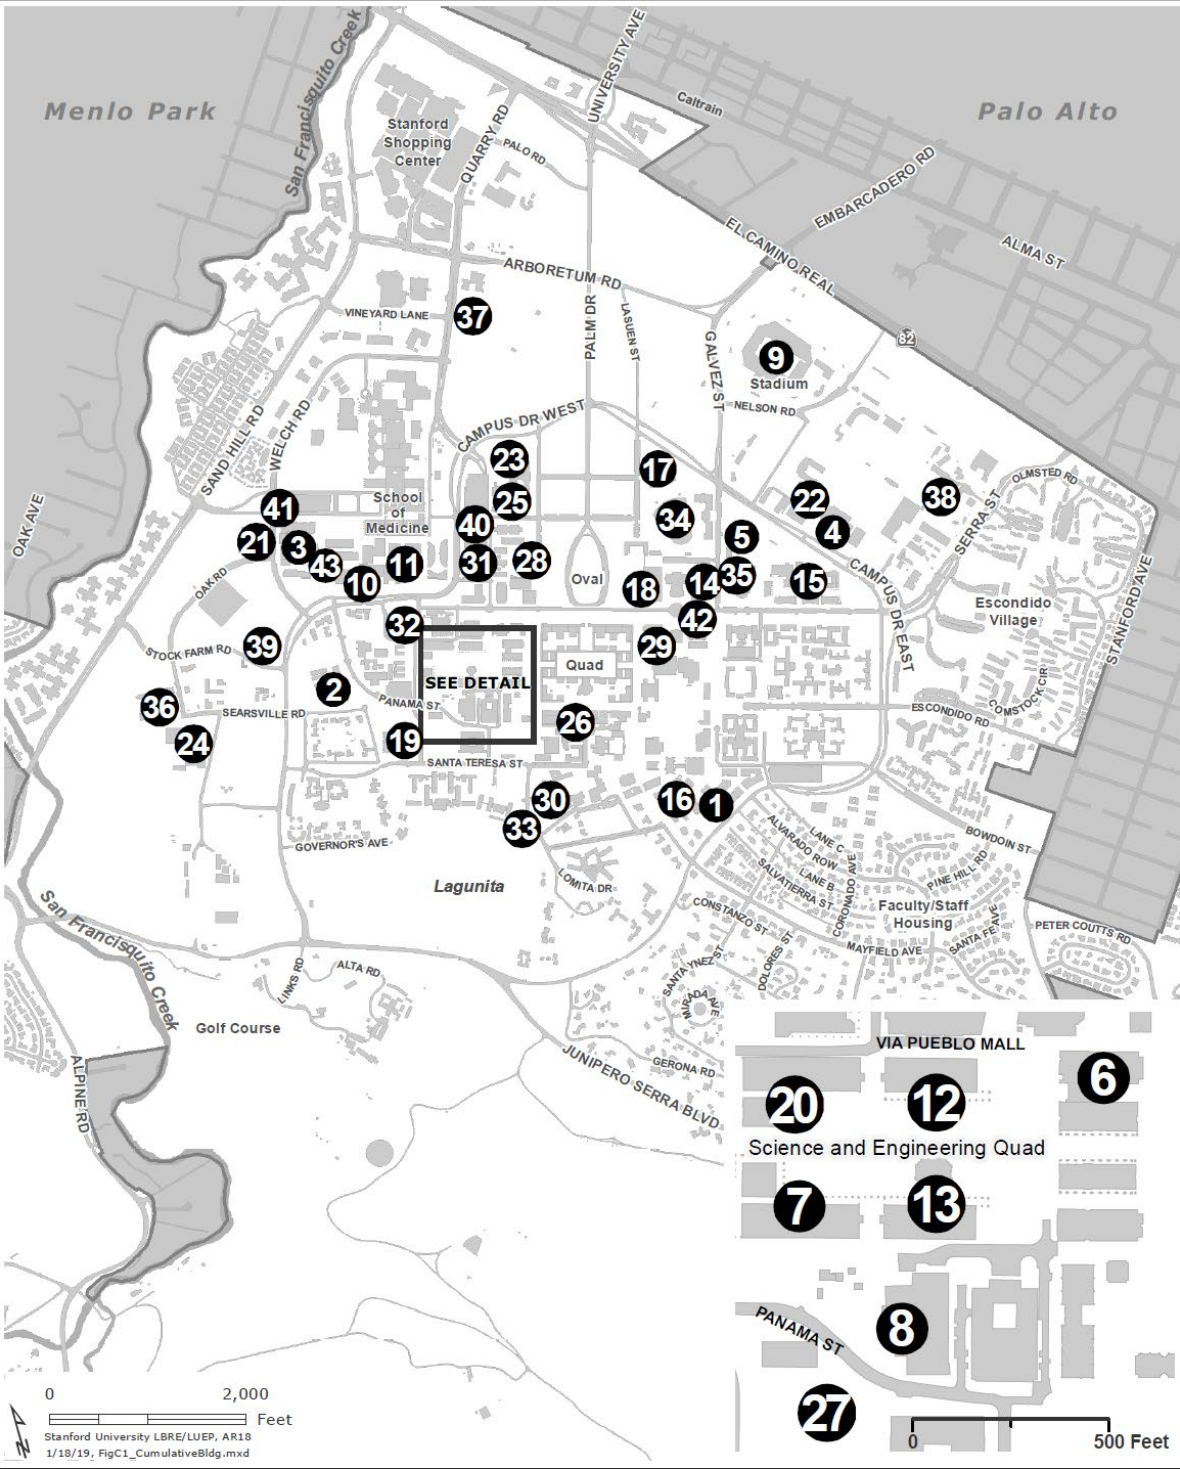 San Francisquito Creek
UNIVERSITY AVE
Caltrain
Menlo Park
Palo Alto
Stanford
Shopping
Center
QUARRY RD
PALO RD
EMBARCADERO RD
EL CAMINO REAL
ALMA ST
ARBORETUM RD
VINEYARD LANE
37
PALM DR
LASUEN ST
GALVEZ ST
82
9
Stadium
NELSON RD
SAND HILL RD
WELCH RD
CAMPUS DR WEST
23
17
OLMSTED RD
OAK AVE
School
of
Medicine
41
25
22
38
SERRA ST
34
40
4
5
21
3
43
11
31
28
Oval
10
18
14
35
15
CAMPUS DR EAST
STANFORD AVE
OAK RD
Escondido
Village
32
42
STOCK FARM RD
39
29
Quad
SEE DETAIL
2
PANAMA ST
36
SEARSVILLE RD
24
19
26
ESCONDIDO RD
COMSTOCK CIR
SANTA TERESA ST
30
16
1
33
GOVERNOR'S AVE
ALVARADO ROW
LANE C
LANE B
SALVATIERRA ST
CORONADO AVE
BOWDOIN ST
PINE HILL RD
LOMITA DR
Lagunita
Faculty/Staff
Housing
CONSTANZO ST
MAYFIELD AVE
SANTA FE AVE
PETER COUTTS RD
San Francisquito Creek
SANTA YNEZ ST
DOLORES ST
MIRADA AVE
LINKS RD
ALTA RD
Golf Course
ALPINE RD
GERONA RD
JUNIPERO SERRA BLVD
VIA PUEBLO MALL
6
20
12
Science and Engineering Quad
7
13
8
PANAMA ST
27
0 500 Feet
0 2,000
Feet
N
Stanford University LBRE/LUEP, AR18
1/18/19, FigC1_CumulativeBldg.mxd